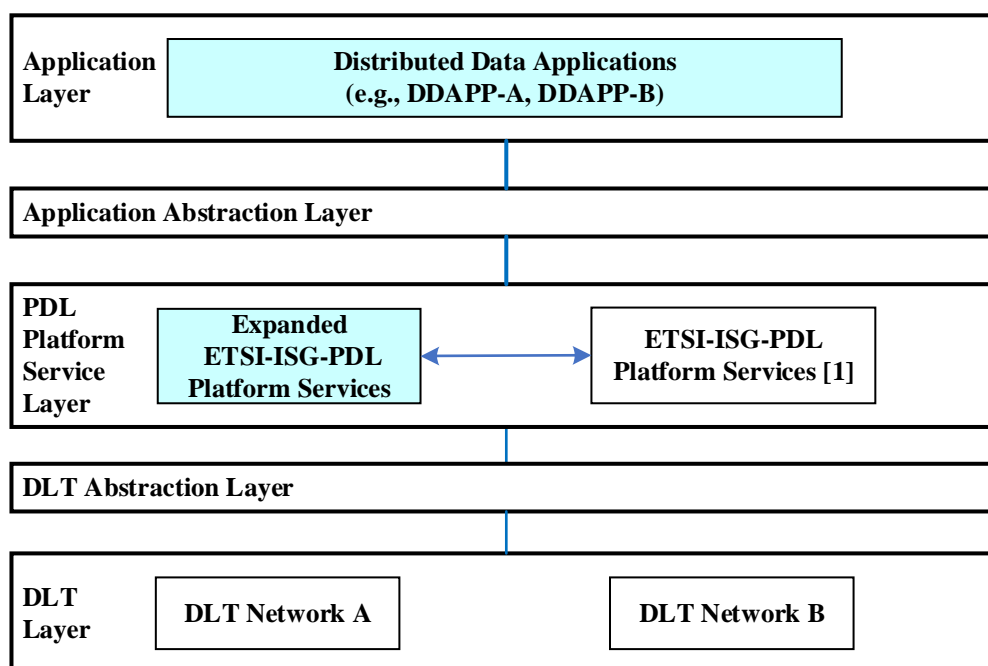 Application
Layer
Distributed Data Applications
(e.g., DDAPP-A, DDAPP-B)
Application Abstraction Layer
PDL
Platform
Service
Layer
Expanded
ETSI-ISG-PDL
Platform Services
ETSI-ISG-PDL
Platform Services [1]
DLT Abstraction Layer
DLT
Layer
DLT Network A
DLT Network B